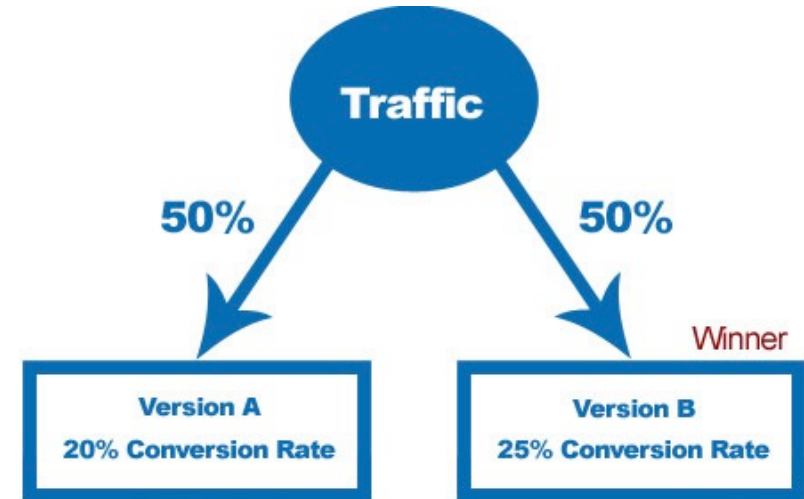 Traffic
50%
50%
Winner
Version A
20% Conversion Rate
Version B
25% Conversion Rate